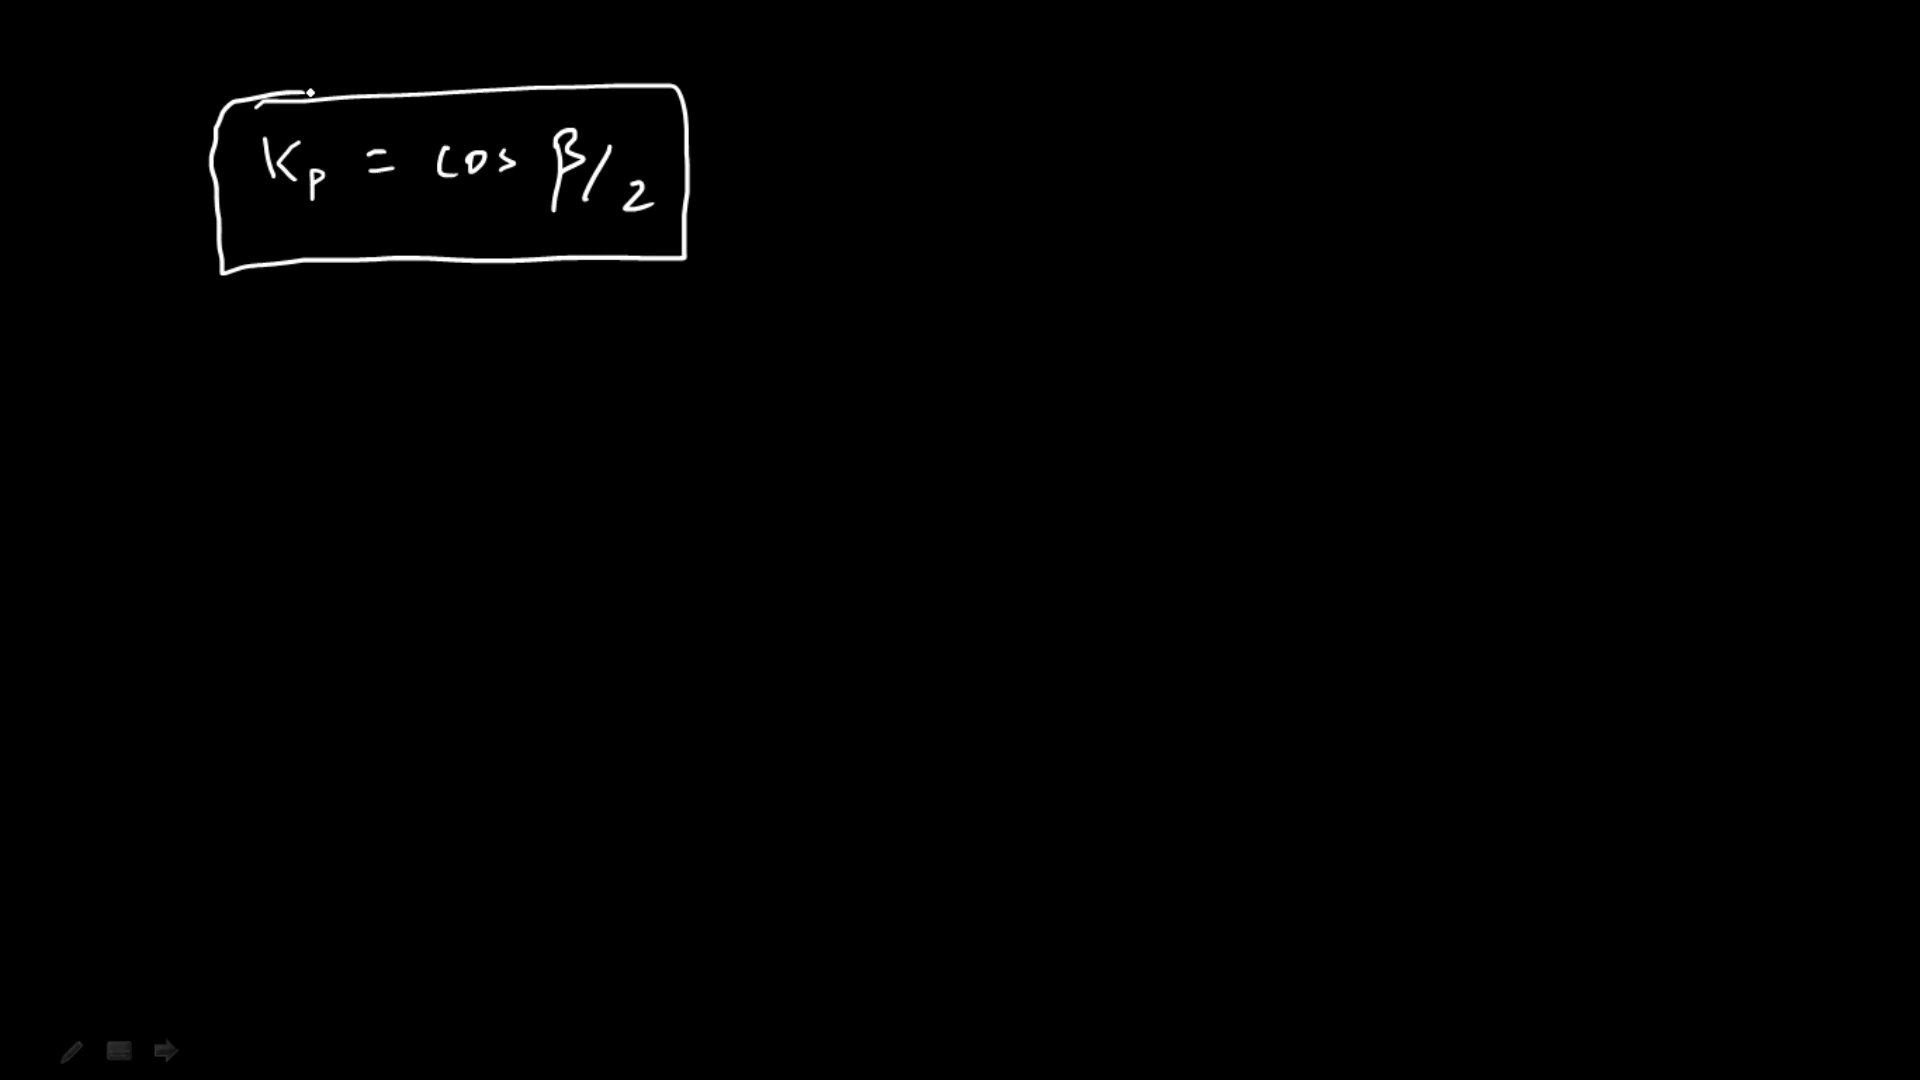 Kp = cos β/2